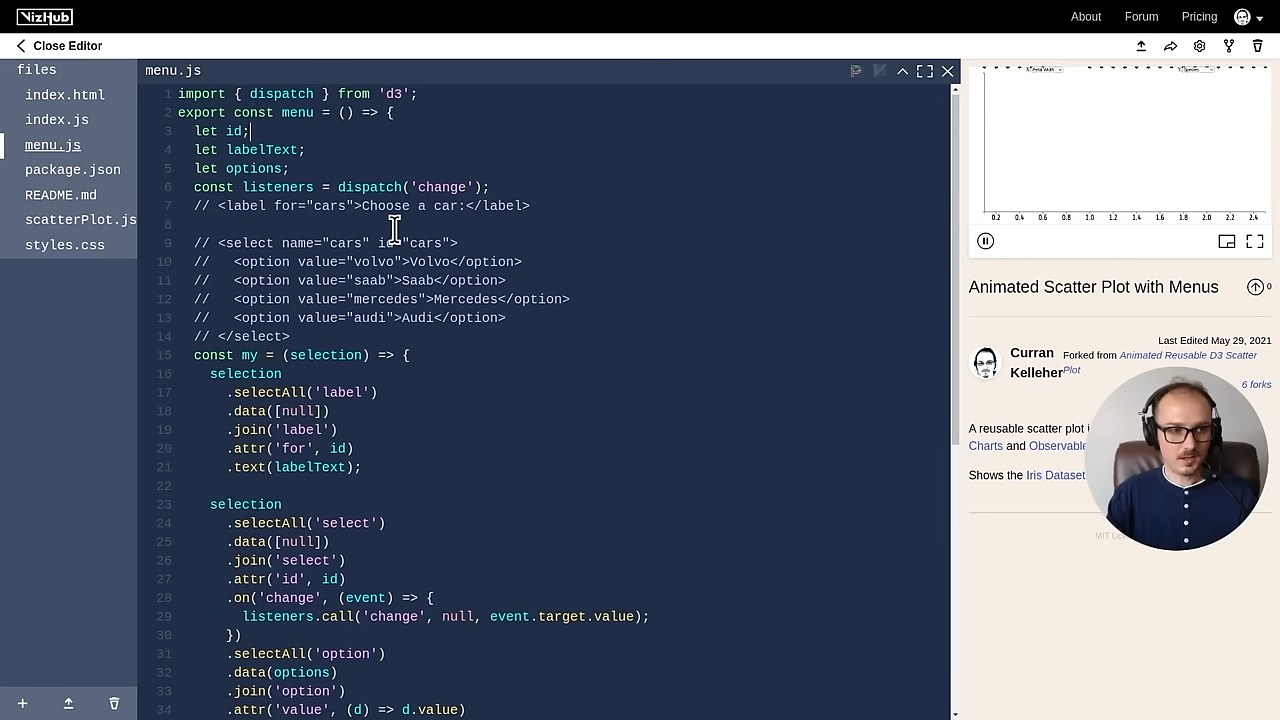 VizHub
About
Forum
Pricing
Close Editor
files
index.html
index.js
menu.js
package.json
README.md
scatterPlot.js
styles.css
menu.js
1 import { dispatch } from 'd3';
2 export const menu = () => {
3 let id;
4 let labelText;
5 let options;
6 const listeners = dispatch('change');
7 // <label for="cars">Choose a car:</label>
8
9 // <select name="cars" id="cars">
10 //   <option value="volvo">Volvo</option>
11 //   <option value="saab">Saab</option>
12 //   <option value="mercedes">Mercedes</option>
13 //   <option value="audi">Audi</option>
14 // </select>
15 const my = (selection) => {
16 selection
17 .selectAll('label')
18 .data([null])
19 .join('label')
20 .attr('for', id)
21 .text(labelText);
22
23 selection
24 .selectAll('select')
25 .data([null])
26 .join('select')
27 .attr('id', id)
28 .on('change', (event) => {
29 listeners.call('change', null, event.target.value);
30 })
31 .selectAll('option')
32 .data(options)
33 .join('option')
34 .attr('value', (d) => d.value)
0.2 0.4 0.6 0.8 1.0 1.2 1.4 1.6 1.8 2.0 2.2 2.4
Animated Scatter Plot with Menus
0
Last Edited May 29, 2021
Curran Kelleher
Forked from Animated Reusable D3 Scatter
Plot
6 forks
A reusable scatter plot
Charts and Observable
Shows the Iris Dataset
MIT